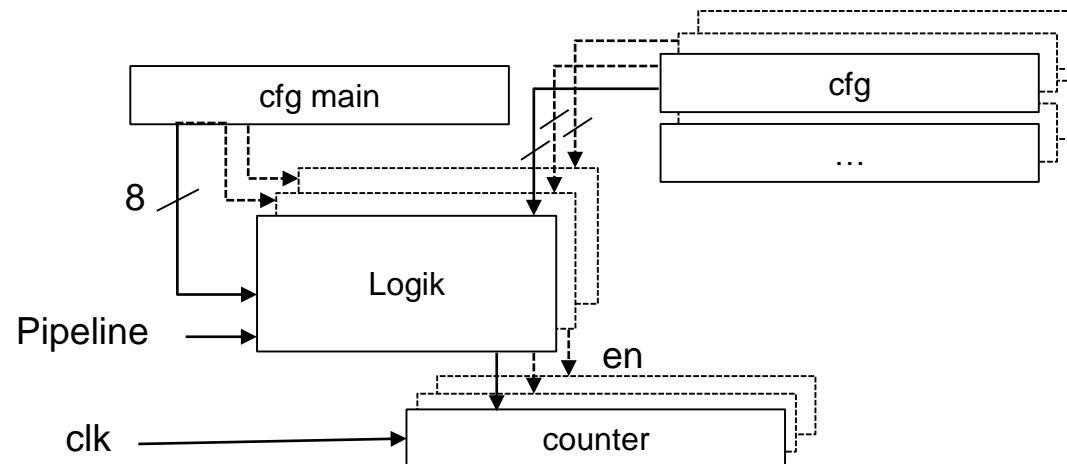 cfg main
cfg
…
8
Logik
Pipeline
en
clk
counter